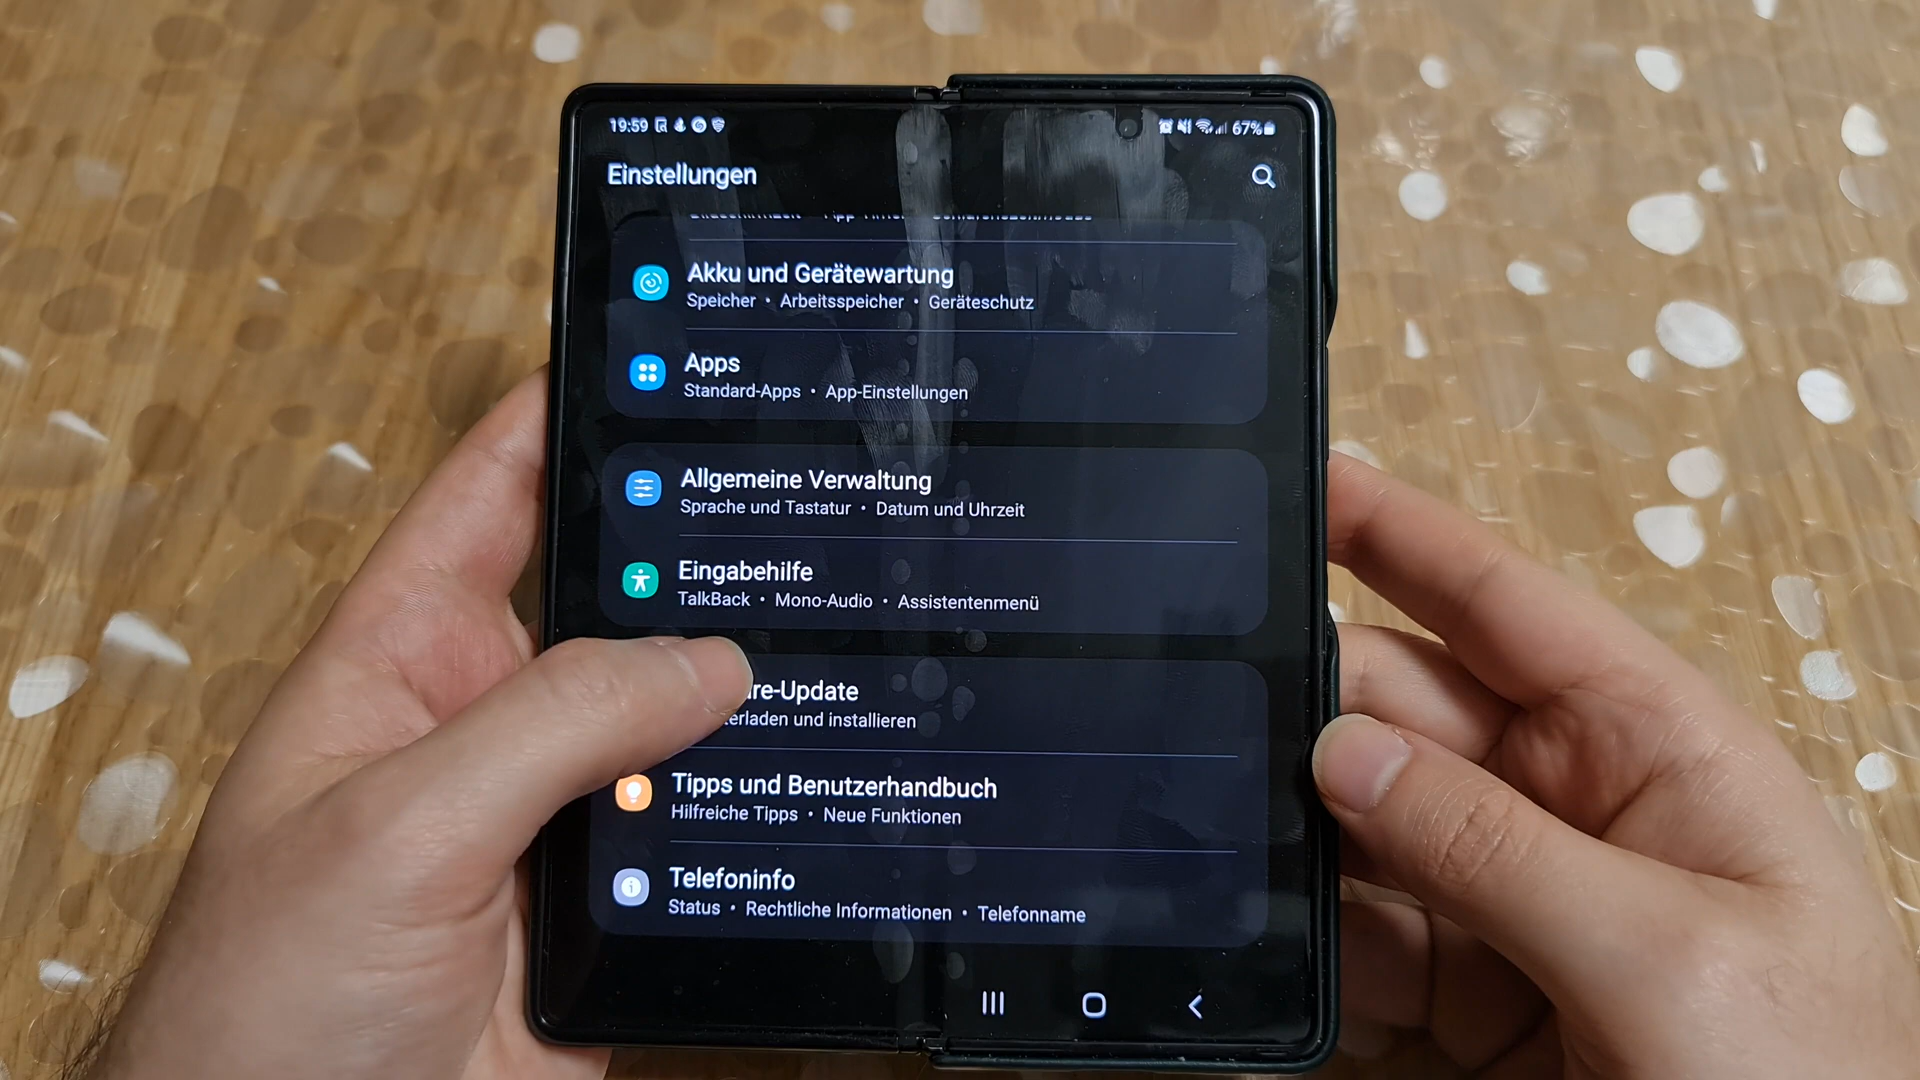 19:59
67%
Einstellungen
Akku und Gerätewartung
Speicher • Arbeitsspeicher • Geräteschutz
Apps
Standard-Apps • App-Einstellungen
Allgemeine Verwaltung
Sprache und Tastatur • Datum und Uhrzeit
Eingabehilfe
TalkBack • Mono-Audio • Assistentenmenü
re-Update
terladen und installieren
Tipps und Benutzerhandbuch
Hilfreiche Tipps • Neue Funktionen
Telefoninfo
Status • Rechtliche Informationen • Telefonname